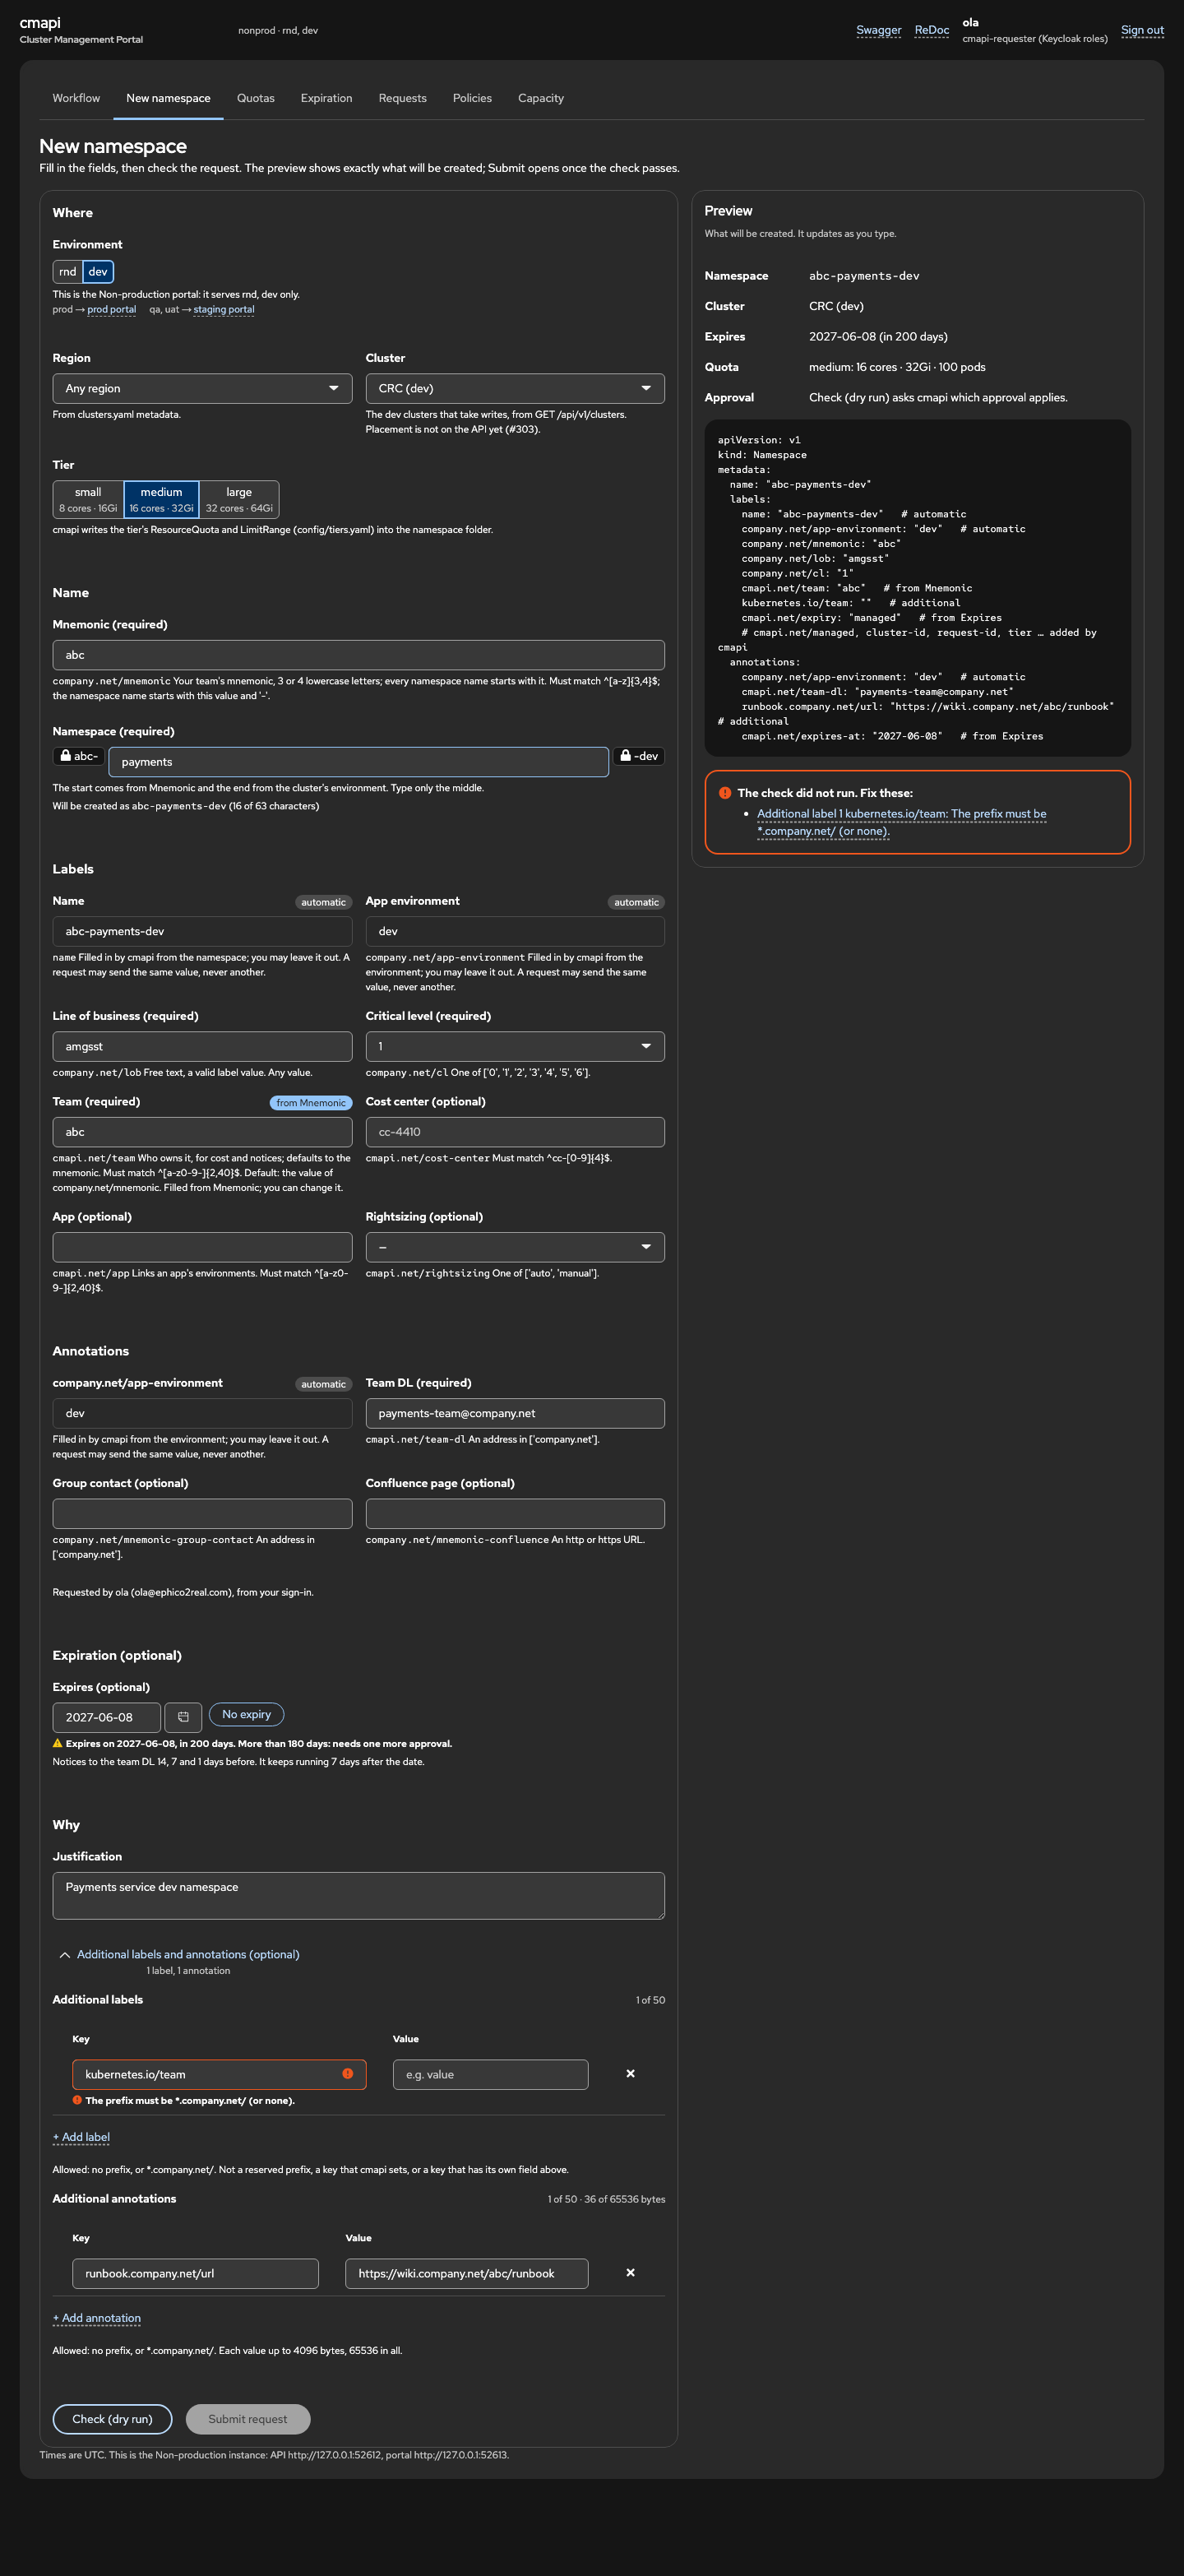 cmapi
Cluster Management Portal
nonprod · rnd, dev
Swagger
ReDoc
ola
cmapi-requester (Keycloak roles)
Sign out
Workflow
New namespace
Quotas
Expiration
Requests
Policies
Capacity
New namespace
Fill in the fields, then check the request. The preview shows exactly what will be created; Submit opens once the check passes.
Where
Environment
rnd
dev
This is the Non-production portal: it serves rnd, dev only.
prod → prod portal qa, uat → staging portal
Region
Any region
From clusters.yaml metadata.
Cluster
CRC (dev)
The dev clusters that take writes, from GET /api/v1/clusters.
Placement is not on the API yet (#303).
Tier
small
8 cores · 16Gi
medium
16 cores · 32Gi
large
32 cores · 64Gi
cmapi writes the tier's ResourceQuota and LimitRange (config/tiers.yaml) into the namespace folder.
Name
Mnemonic (required)
abc
company.net/mnemonic Your team's mnemonic, 3 or 4 lowercase letters; every namespace name starts with it. Must match ^[a-z]{3,4}$;
the namespace name starts with this value and '-'.
Namespace (required)
abc-
payments
-dev
The start comes from Mnemonic and the end from the cluster's environment. Type only the middle.
Will be created as abc-payments-dev (16 of 63 characters)
Labels
Name
automatic
abc-payments-dev
name Filled in by cmapi from the namespace; you may leave it out. A
request may send the same value, never another.
App environment
automatic
dev
company.net/app-environment Filled in by cmapi from the
environment; you may leave it out. A request may send the same
value, never another.
Line of business (required)
amgsst
company.net/lob Free text, a valid label value. Any value.
Critical level (required)
1
company.net/cl One of ['0', '1', '2', '3', '4', '5', '6'].
Team (required)
from Mnemonic
abc
cmapi.net/team Who owns it, for cost and notices; defaults to the
mnemonic. Must match ^[a-z0-9-]{2,40}$. Default: the value of
company.net/mnemonic. Filled from Mnemonic; you can change it.
Cost center (optional)
cc-4410
cmapi.net/cost-center Must match ^cc-[0-9]{4}$.
App (optional)
cmapi.net/app Links an app's environments. Must match ^[a-z0-
9-]{2,40}$.
Rightsizing (optional)
—
cmapi.net/rightsizing One of ['auto', 'manual'].
Annotations
company.net/app-environment
automatic
dev
Filled in by cmapi from the environment; you may leave it out. A
request may send the same value, never another.
Team DL (required)
payments-team@company.net
cmapi.net/team-dl An address in ['company.net'].
Group contact (optional)
company.net/mnemonic-group-contact An address in
['company.net'].
Confluence page (optional)
company.net/mnemonic-confluence An http or https URL.
Requested by ola (ola@ephico2real.com), from your sign-in.
Expiration (optional)
Expires (optional)
2027-06-08
No expiry
Expires on 2027-06-08, in 200 days. More than 180 days: needs one more approval.
Notices to the team DL 14, 7 and 1 days before. It keeps running 7 days after the date.
Why
Justification
Payments service dev namespace
Additional labels and annotations (optional)
1 label, 1 annotation
Additional labels
1 of 50
Key
Value
kubernetes.io/team
e.g. value
The prefix must be *.company.net/ (or none).
+ Add label
Allowed: no prefix, or *.company.net/. Not a reserved prefix, a key that cmapi sets, or a key that has its own field above.
Additional annotations
1 of 50 · 36 of 65536 bytes
Key
Value
runbook.company.net/url
https://wiki.company.net/abc/runbook
+ Add annotation
Allowed: no prefix, or *.company.net/. Each value up to 4096 bytes, 65536 in all.
Check (dry run)
Submit request
Preview
What will be created. It updates as you type.
Namespace abc-payments-dev
Cluster CRC (dev)
Expires 2027-06-08 (in 200 days)
Quota medium: 16 cores · 32Gi · 100 pods
Approval Check (dry run) asks cmapi which approval applies.
apiVersion: v1
kind: Namespace
metadata:
name: "abc-payments-dev"
labels:
name: "abc-payments-dev" # automatic
company.net/app-environment: "dev" # automatic
company.net/mnemonic: "abc"
company.net/lob: "amgsst"
company.net/cl: "1"
cmapi.net/team: "abc" # from Mnemonic
kubernetes.io/team: "" # additional
cmapi.net/expiry: "managed" # from Expires
# cmapi.net/managed, cluster-id, request-id, tier … added by
cmapi
annotations:
company.net/app-environment: "dev" # automatic
cmapi.net/team-dl: "payments-team@company.net"
runbook.company.net/url: "https://wiki.company.net/abc/runbook"
# additional
cmapi.net/expires-at: "2027-06-08" # from Expires
The check did not run. Fix these:
Additional label 1 kubernetes.io/team: The prefix must be
*.company.net/ (or none).
Times are UTC. This is the Non-production instance: API http://127.0.0.1:52612, portal http://127.0.0.1:52613.